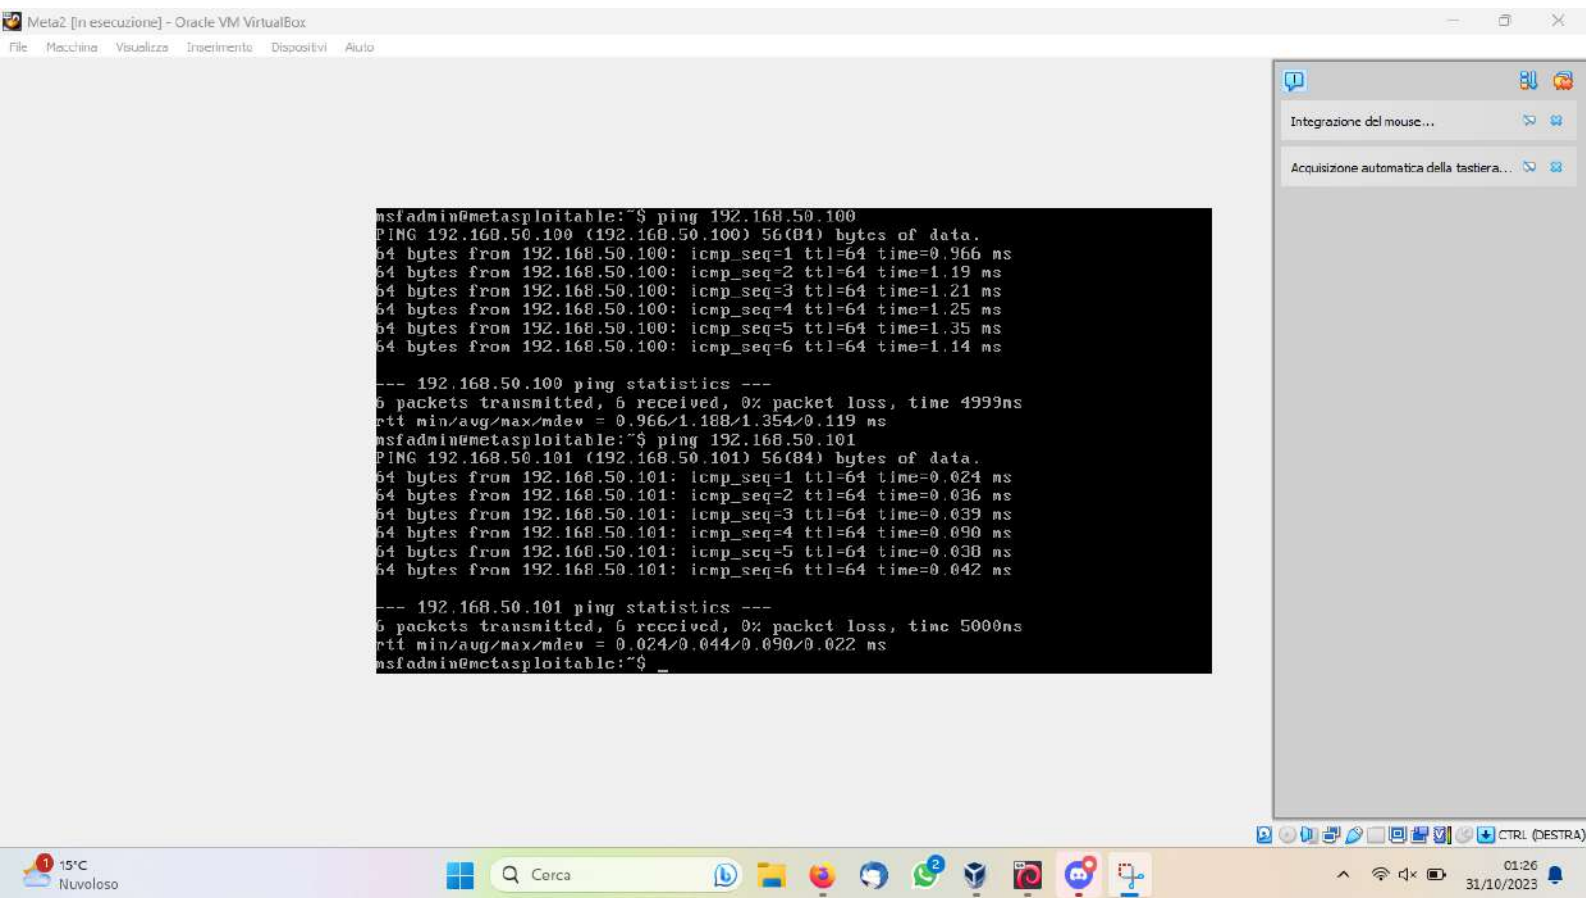 Meta2 [In esecuzione] - Oracle VM VirtualBox
File Macchina Visualizza Inserimento Dispositivi Aiuto
Integrazione del mouse...
Acquisizione automatica della tastiera...
msfadmin@metasploitable:~$ ping 192.168.50.100
PING 192.168.50.100 (192.168.50.100) 56(84) bytes of data.
64 bytes from 192.168.50.100: icmp_seq=1 ttl=64 time=0.966 ms
64 bytes from 192.168.50.100: icmp_seq=2 ttl=64 time=1.19 ms
64 bytes from 192.168.50.100: icmp_seq=3 ttl=64 time=1.21 ms
64 bytes from 192.168.50.100: icmp_seq=4 ttl=64 time=1.25 ms
64 bytes from 192.168.50.100: icmp_seq=5 ttl=64 time=1.35 ms
64 bytes from 192.168.50.100: icmp_seq=6 ttl=64 time=1.14 ms
--- 192.168.50.100 ping statistics ---
6 packets transmitted, 6 received, 0% packet loss, time 4999ms
rtt min/avg/max/mdev = 0.966/1.188/1.354/0.119 ms
msfadmin@metasploitable:~$ ping 192.168.50.101
PING 192.168.50.101 (192.168.50.101) 56(84) bytes of data.
64 bytes from 192.168.50.101: icmp_seq=1 ttl=64 time=0.024 ms
64 bytes from 192.168.50.101: icmp_seq=2 ttl=64 time=0.036 ms
64 bytes from 192.168.50.101: icmp_seq=3 ttl=64 time=0.039 ms
64 bytes from 192.168.50.101: icmp_seq=4 ttl=64 time=0.090 ms
64 bytes from 192.168.50.101: icmp_seq=5 ttl=64 time=0.038 ms
64 bytes from 192.168.50.101: icmp_seq=6 ttl=64 time=0.042 ms
--- 192.168.50.101 ping statistics ---
6 packets transmitted, 6 received, 0% packet loss, time 5000ms
rtt min/avg/max/mdev = 0.024/0.044/0.090/0.022 ms
msfadmin@metasploitable:~$ _
CTRL (DESTRA)
1
15°C
Nuvoloso
Cerca
2
01:26
31/10/2023